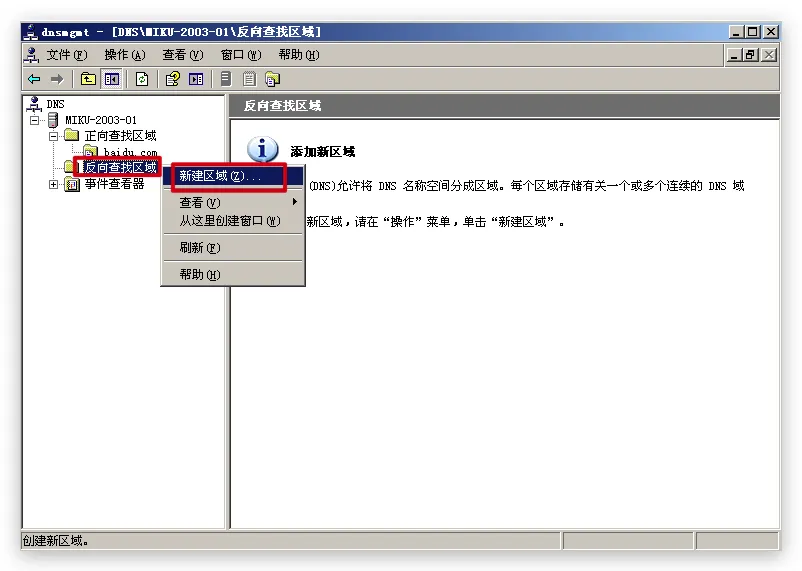 dnsmgmt - [DNS\MIKU-2003-01\反向查找区域]
文件(F) 操作(A) 查看(V) 窗口(W) 帮助(H)
DNS
MIKU-2003-01
正向查找区域
baidu.com
反向查找区域
事件查看器
反向查找区域
添加新区域
(DNS)允许将 DNS 名称空间分成区域。每个区域存储有关一个或多个连续的 DNS 域
新区域，请在“操作”菜单，单击“新建区域”。
新建区域(Z)...
查看(V)
从这里创建窗口(W)
刷新(F)
帮助(H)
创建新区域。